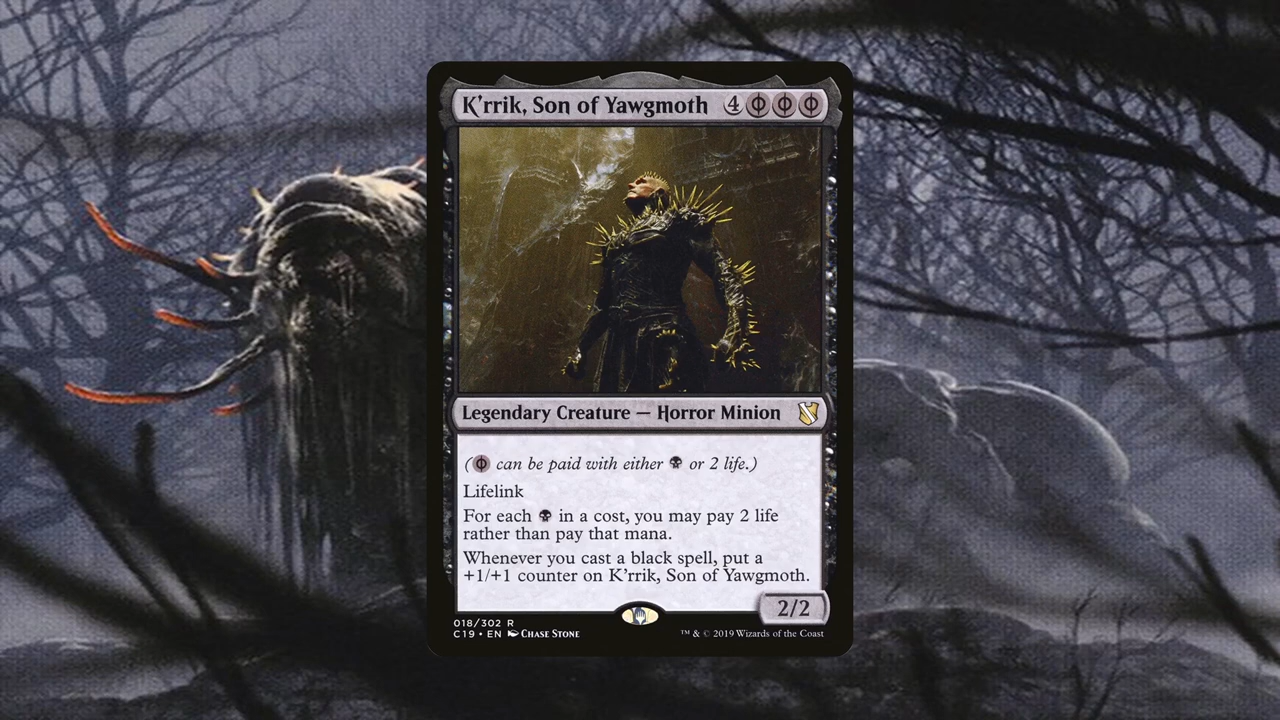 K'rrik, Son of Yawgmoth 4
Legendary Creature — Horror Minion
( can be paid with either or 2 life.)
Lifelink
For each in a cost, you may pay 2 life
rather than pay that mana.
Whenever you cast a black spell, put a
+1/+1 counter on K'rrik, Son of Yawgmoth.
2/2
018/302 R
C19 • EN Chase Stone
™ & © 2019 Wizards of the Coast